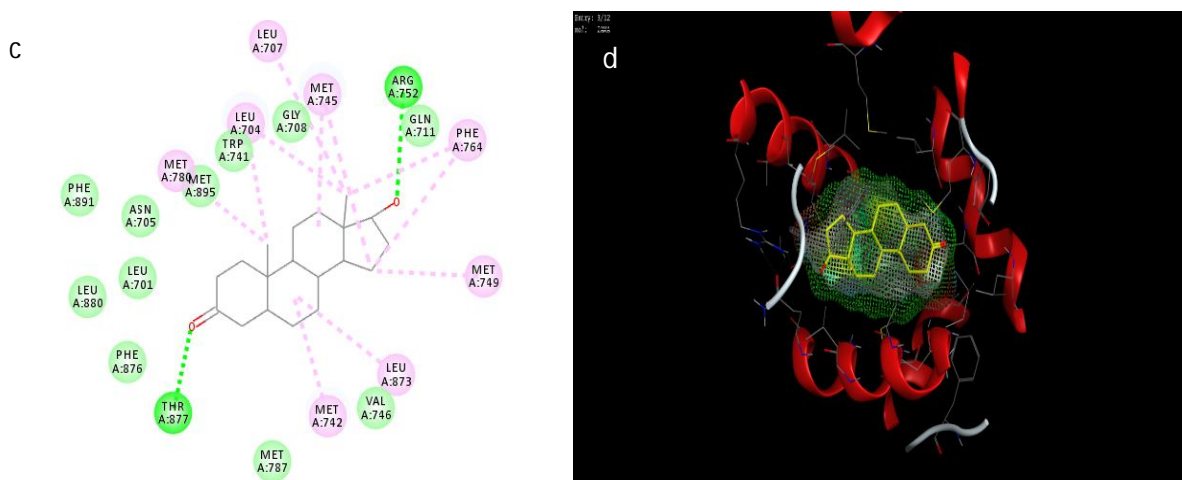 c
LEU
A:707
MET
A:745
ARG
A:752
GLY
A:708
GLN
A:711
LEU
A:704
PHE
A:764
TRP
A:741
MET
A:780
MET
A:895
PHE
A:891
ASN
A:705
MET
A:749
LEU
A:701
LEU
A:880
PHE
A:876
LEU
A:873
THR
A:877
MET
A:742
VAL
A:746
MET
A:787
O
O
d